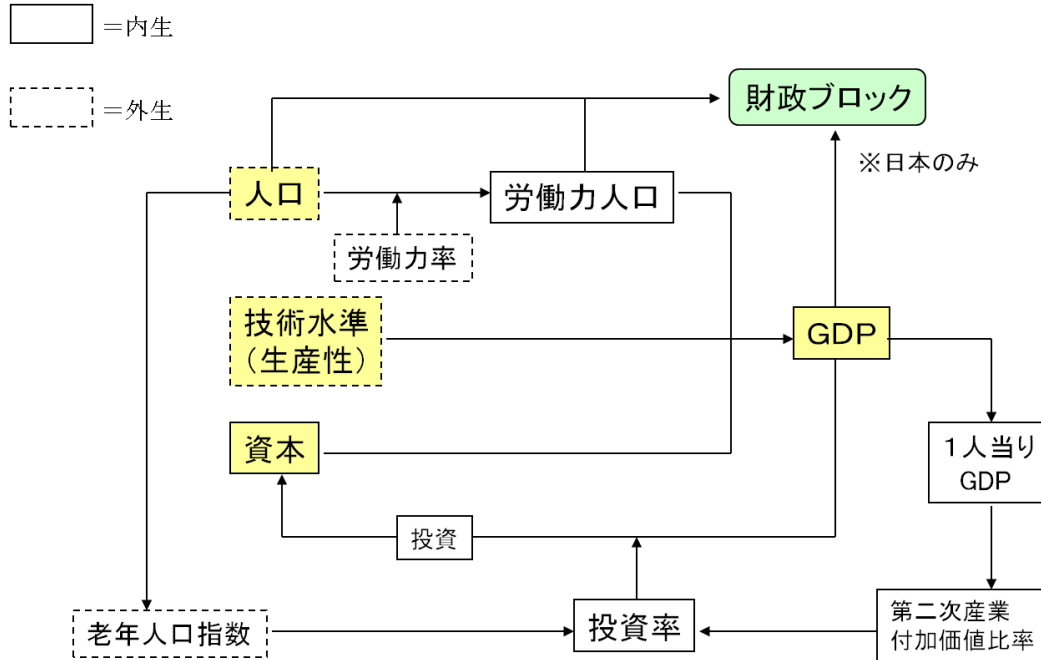 ＝内生
＝外生
財政ブロック
※日本のみ
人口
労働力人口
労働力率
技術水準
（生産性）
GDP
資本
１人当り
GDP
投資
老年人口指数
投資率
第二次産業
付加価値比率